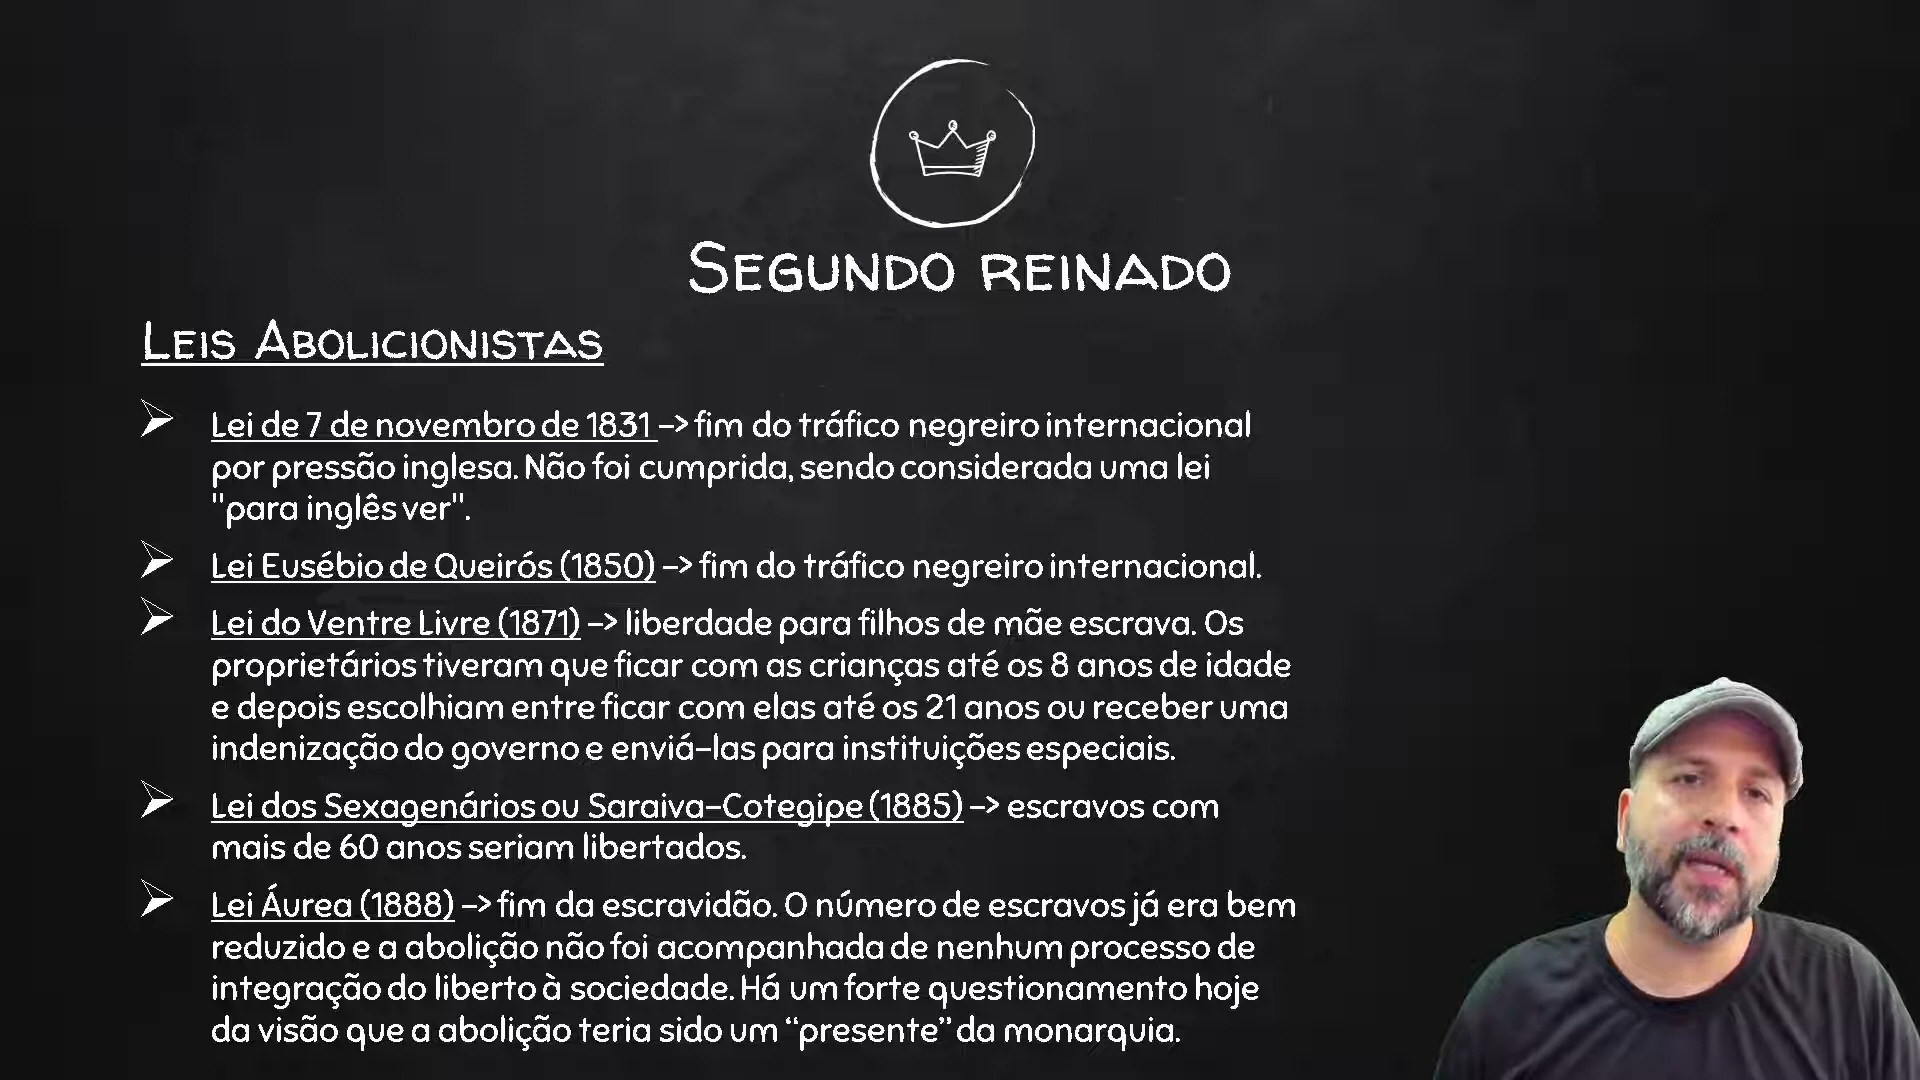 Segundo reinado
Leis Abolicionistas
Lei de 7 de novembro de 1831 -> fim do tráfico negreiro internacional
por pressão inglesa. Não foi cumprida, sendo considerada uma lei
"para inglês ver".
Lei Eusébio de Queirós (1850) -> fim do tráfico negreiro internacional.
Lei do Ventre Livre (1871) -> liberdade para filhos de mãe escrava. Os
proprietários tiveram que ficar com as crianças até os 8 anos de idade
e depois escolhiam entre ficar com elas até os 21 anos ou receber uma
indenização do governo e enviá-las para instituições especiais.
Lei dos Sexagenários ou Saraiva-Cotegipe (1885) -> escravos com
mais de 60 anos seriam libertados.
Lei Áurea (1888) -> fim da escravidão. O número de escravos já era bem
reduzido e a abolição não foi acompanhada de nenhum processo de
integração do liberto à sociedade. Há um forte questionamento hoje
da visão que a abolição teria sido um “presente” da monarquia.